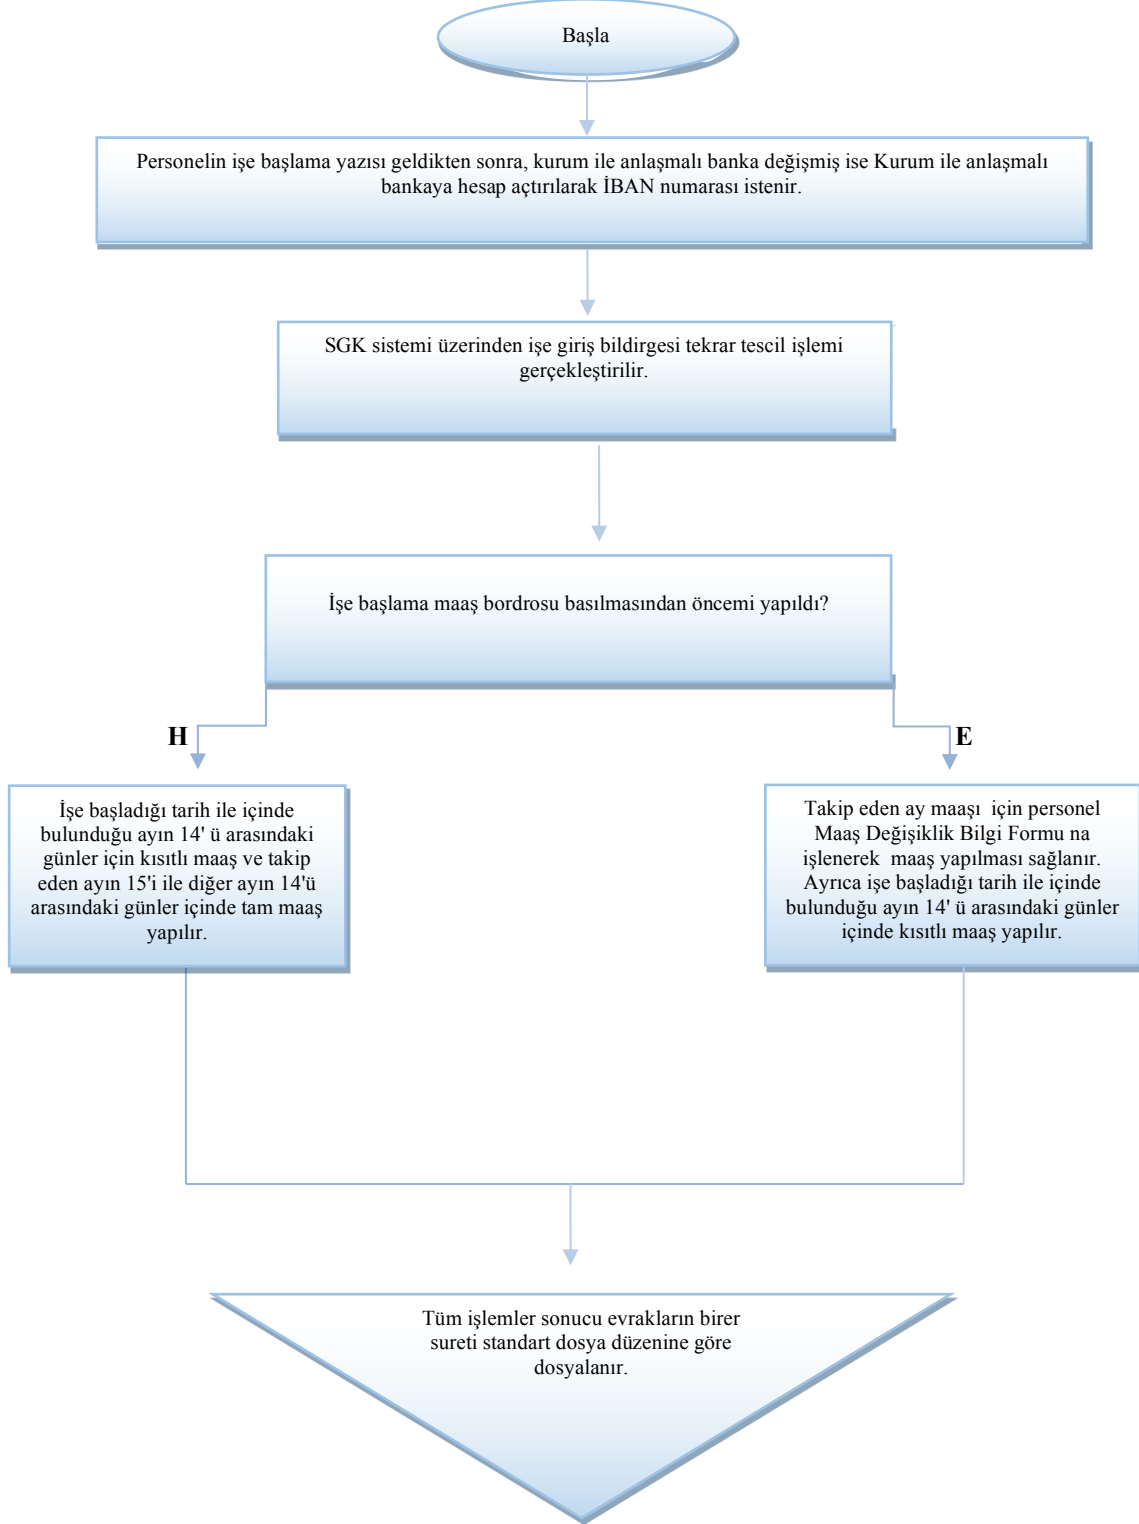 Başla
Personelin işe başlama yazısı geldikten sonra, kurum ile anlaşmalı banka değişmiş ise Kurum ile anlaşmalı
bankaya hesap açtırılarak İBAN numarası istenir.
SGK sistemi üzerinden işe giriş bildirgesi tekrar tescil işlemi
gerçekleştirilir.
İşe başlama maaş bordrosu basılmasından öncemi yapıldı?
H
E
İşe başladığı tarih ile içinde
bulunduğu ayın 14' ü arasındaki
günler için kısıtlı maaş ve takip
eden ayın 15'i ile diğer ayın 14'ü
arasındaki günler içinde tam maaş
yapılır.
Takip eden ay maaşı için personel
Maaş Değişiklik Bilgi Formu na
işlenerek maaş yapılması sağlanır.
Ayrıca işe başladığı tarih ile içinde
bulunduğu ayın 14' ü arasındaki günler
içinde kısıtlı maaş yapılır.
Tüm işlemler sonucu evrakların birer
sureti standart dosya düzenine göre
dosyalanır.